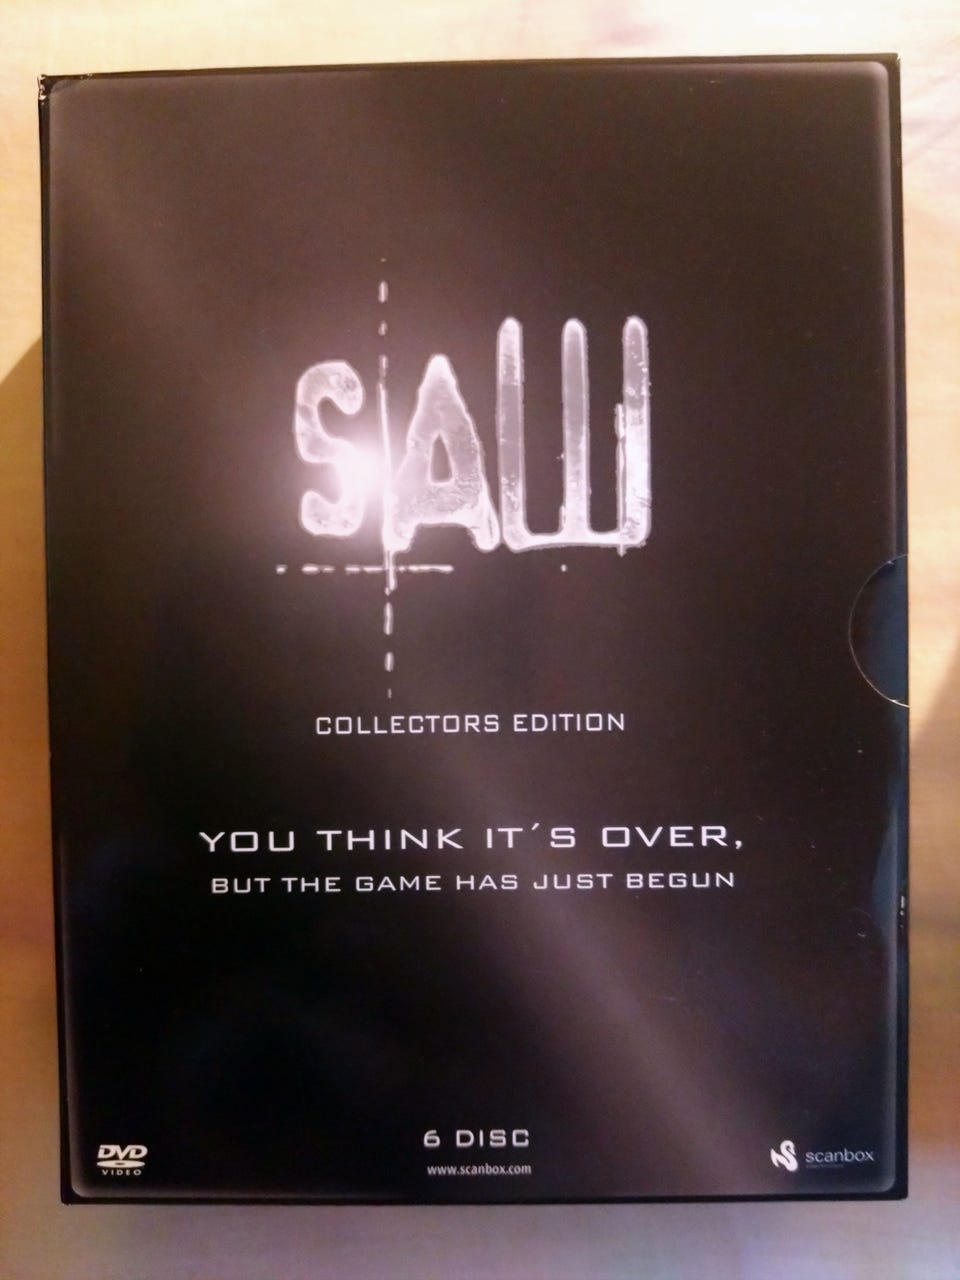 SAW
COLLECTORS EDITION
YOU THINK IT´S OVER,
BUT THE GAME HAS JUST BEGUN
6 DISC
www.scanbox.com
DVD
VIDEO
scanbox